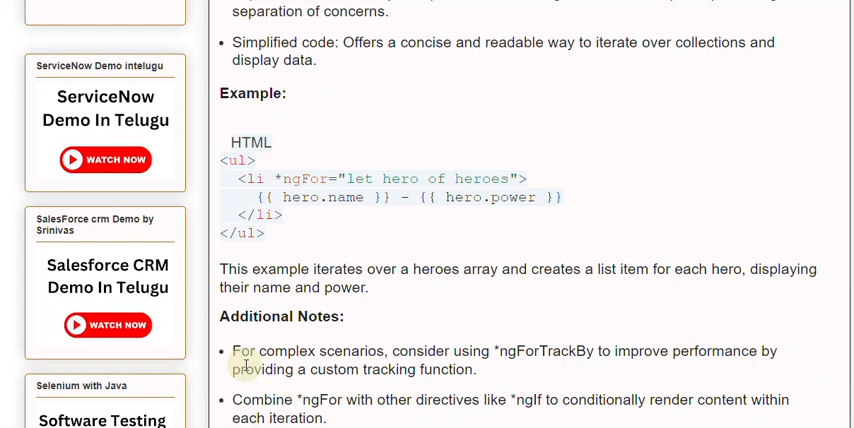 separation of concerns.
• Simplified code: Offers a concise and readable way to iterate over collections and
display data.
Example:
HTML
<ul>
<li *ngFor="let hero of heroes">
{{ hero.name }} - {{ hero.power }}
</li>
</ul>
This example iterates over a heroes array and creates a list item for each hero, displaying
their name and power.
Additional Notes:
• For complex scenarios, consider using *ngForTrackBy to improve performance by
providing a custom tracking function.
• Combine *ngFor with other directives like *ngIf to conditionally render content within
each iteration.
ServiceNow Demo intelugu
ServiceNow
Demo In Telugu
WATCH NOW
SalesForce crm Demo by
Srinivas
Salesforce CRM
Demo In Telugu
WATCH NOW
Selenium with Java
Software Testing